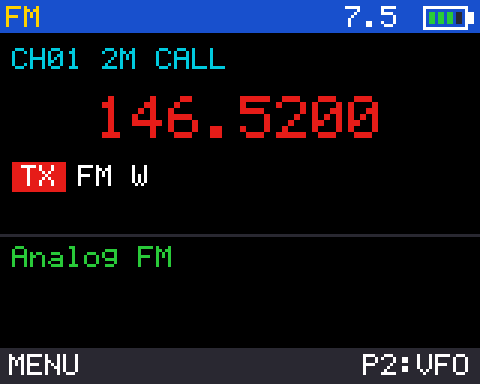 FM 7.5
CH01 2M CALL
146.5200
TX FM W
Analog FM
MENU P2:VFO